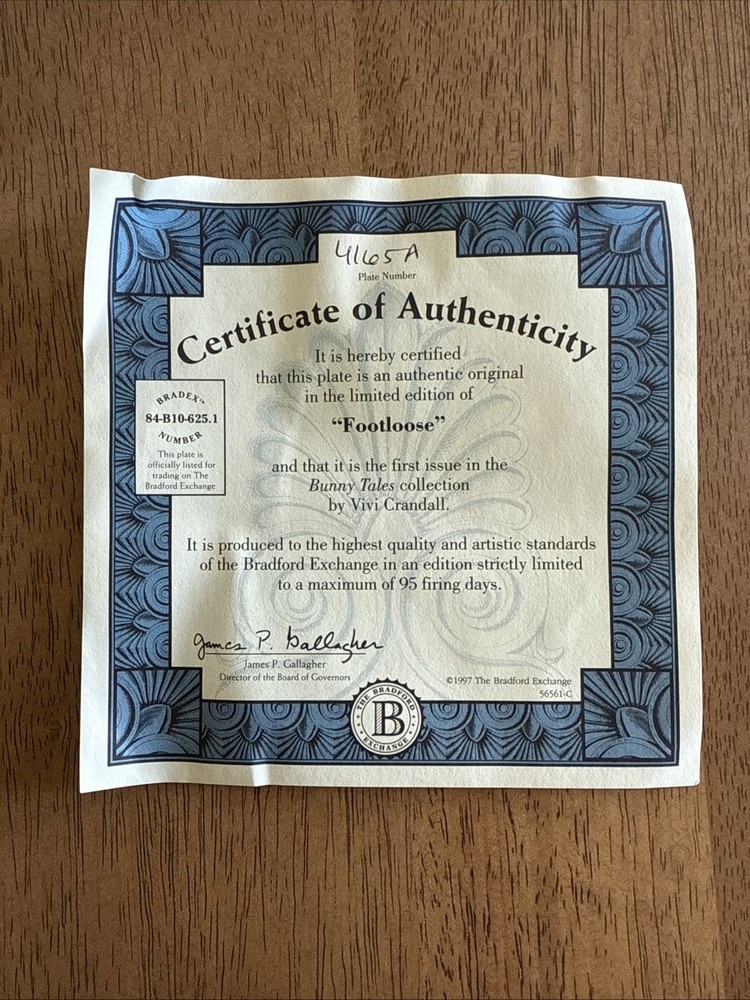 4165A
Plate Number
Certificate of Authenticity
It is hereby certified
that this plate is an authentic original
in the limited edition of
“Footloose”
and that it is the first issue in the
Bunny Tales collection
by Vivi Crandall.
It is produced to the highest quality and artistic standards
of the Bradford Exchange in an edition strictly limited
to a maximum of 95 firing days.
BRADEX™
84-B10-625.1
NUMBER
This plate is
officially listed for
trading on The
Bradford Exchange
James P. Gallagher
James P. Gallagher
Director of the Board of Governors
©1997 The Bradford Exchange
56561-C
THE BRADFORD
B
EXCHANGE